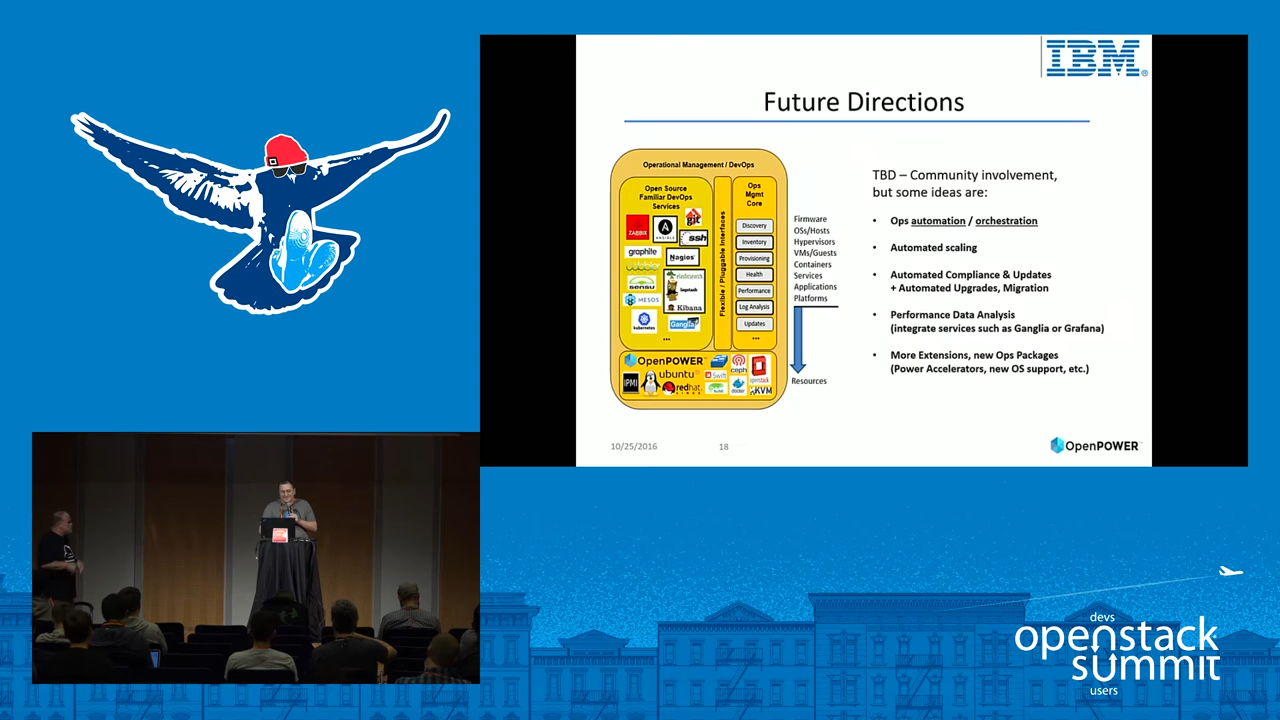 IBM
Future Directions
Operational Management / DevOps
Open Source
Familiar DevOps
Services
ZABBIX
ANSIBLE
git
ssh
graphite
Nagios
sensu
elasticsearch
logstash
Kibana
MESOS
kubernetes
Ganglia
...
Flexible / Pluggable Interfaces
Ops
Mgmt
Core
Discovery
Inventory
Provisioning
Health
Performance
Log Analysis
Updates
...
OpenPOWER
IPMI
ubuntu
redhat
Swift
ceph
docker
openstack
KVM
Firmware
OSs/Hosts
Hypervisors
VMs/Guests
Containers
Services
Applications
Platforms
Resources
TBD – Community involvement,
but some ideas are:
• Ops automation / orchestration
• Automated scaling
• Automated Compliance & Updates
+ Automated Upgrades, Migration
• Performance Data Analysis
(integrate services such as Ganglia or Grafana)
• More Extensions, new Ops Packages
(Power Accelerators, new OS support, etc.)
10/25/2016
18
OpenPOWER
devs
openstack
summit
users